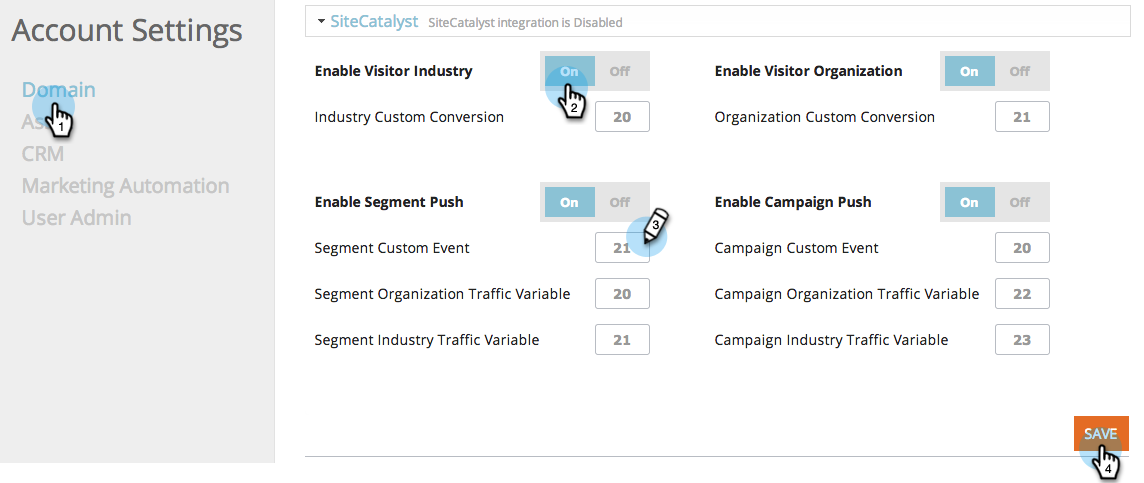 Account Settings
Domain
1
As
CRM
Marketing Automation
User Admin
SiteCatalyst SiteCatalyst integration is Disabled
Enable Visitor Industry On Off
2
Industry Custom Conversion 20
Enable Visitor Organization On Off
Organization Custom Conversion 21
Enable Segment Push On Off
3
Segment Custom Event 21
Segment Organization Traffic Variable 20
Segment Industry Traffic Variable 21
Enable Campaign Push On Off
Campaign Custom Event 20
Campaign Organization Traffic Variable 22
Campaign Industry Traffic Variable 23
SAVE
4